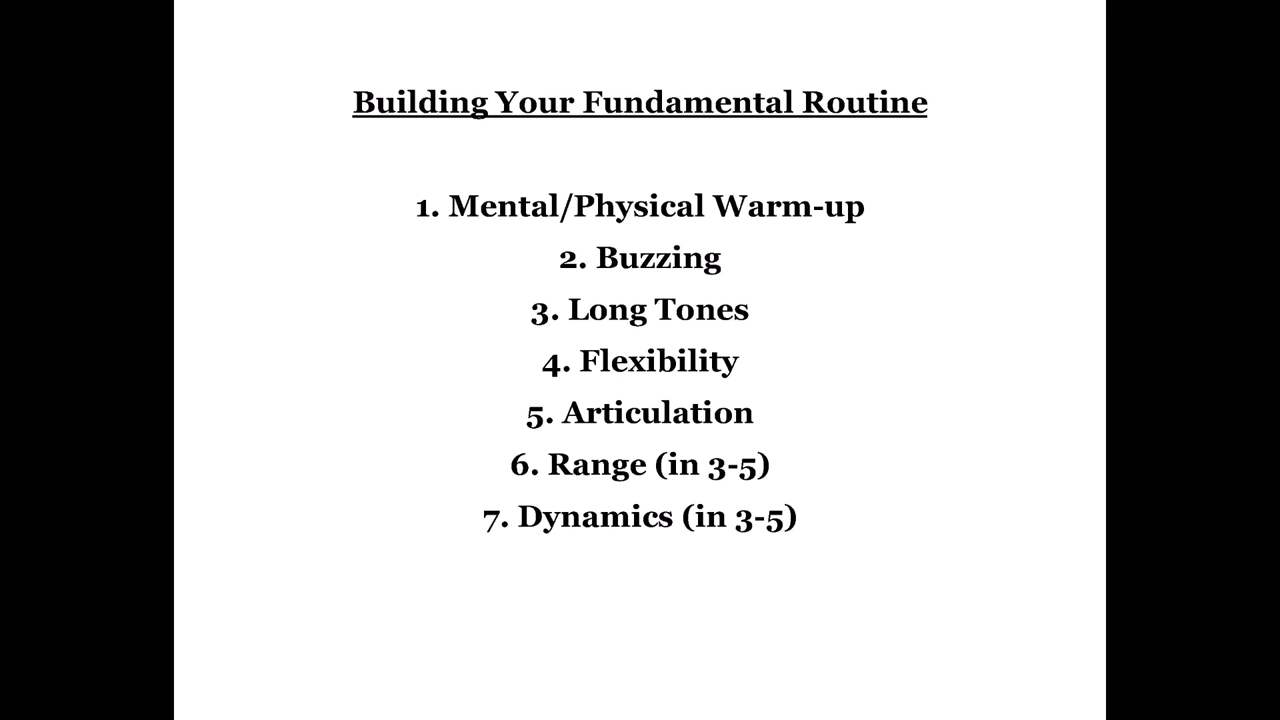 Building Your Fundamental Routine
1. Mental/Physical Warm-up
2. Buzzing
3. Long Tones
4. Flexibility
5. Articulation
6. Range (in 3-5)
7. Dynamics (in 3-5)